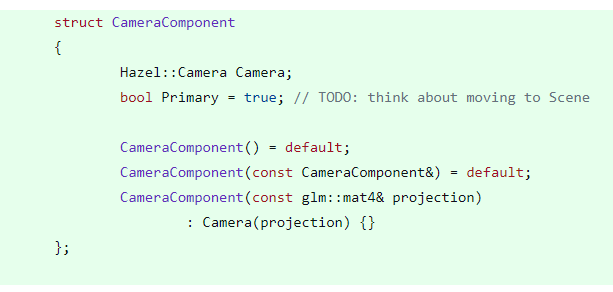 struct CameraComponent
{
Hazel::Camera Camera;
bool Primary = true; // TODO: think about moving to Scene
CameraComponent() = default;
CameraComponent(const CameraComponent&) = default;
CameraComponent(const glm::mat4& projection)
: Camera(projection) {}
};